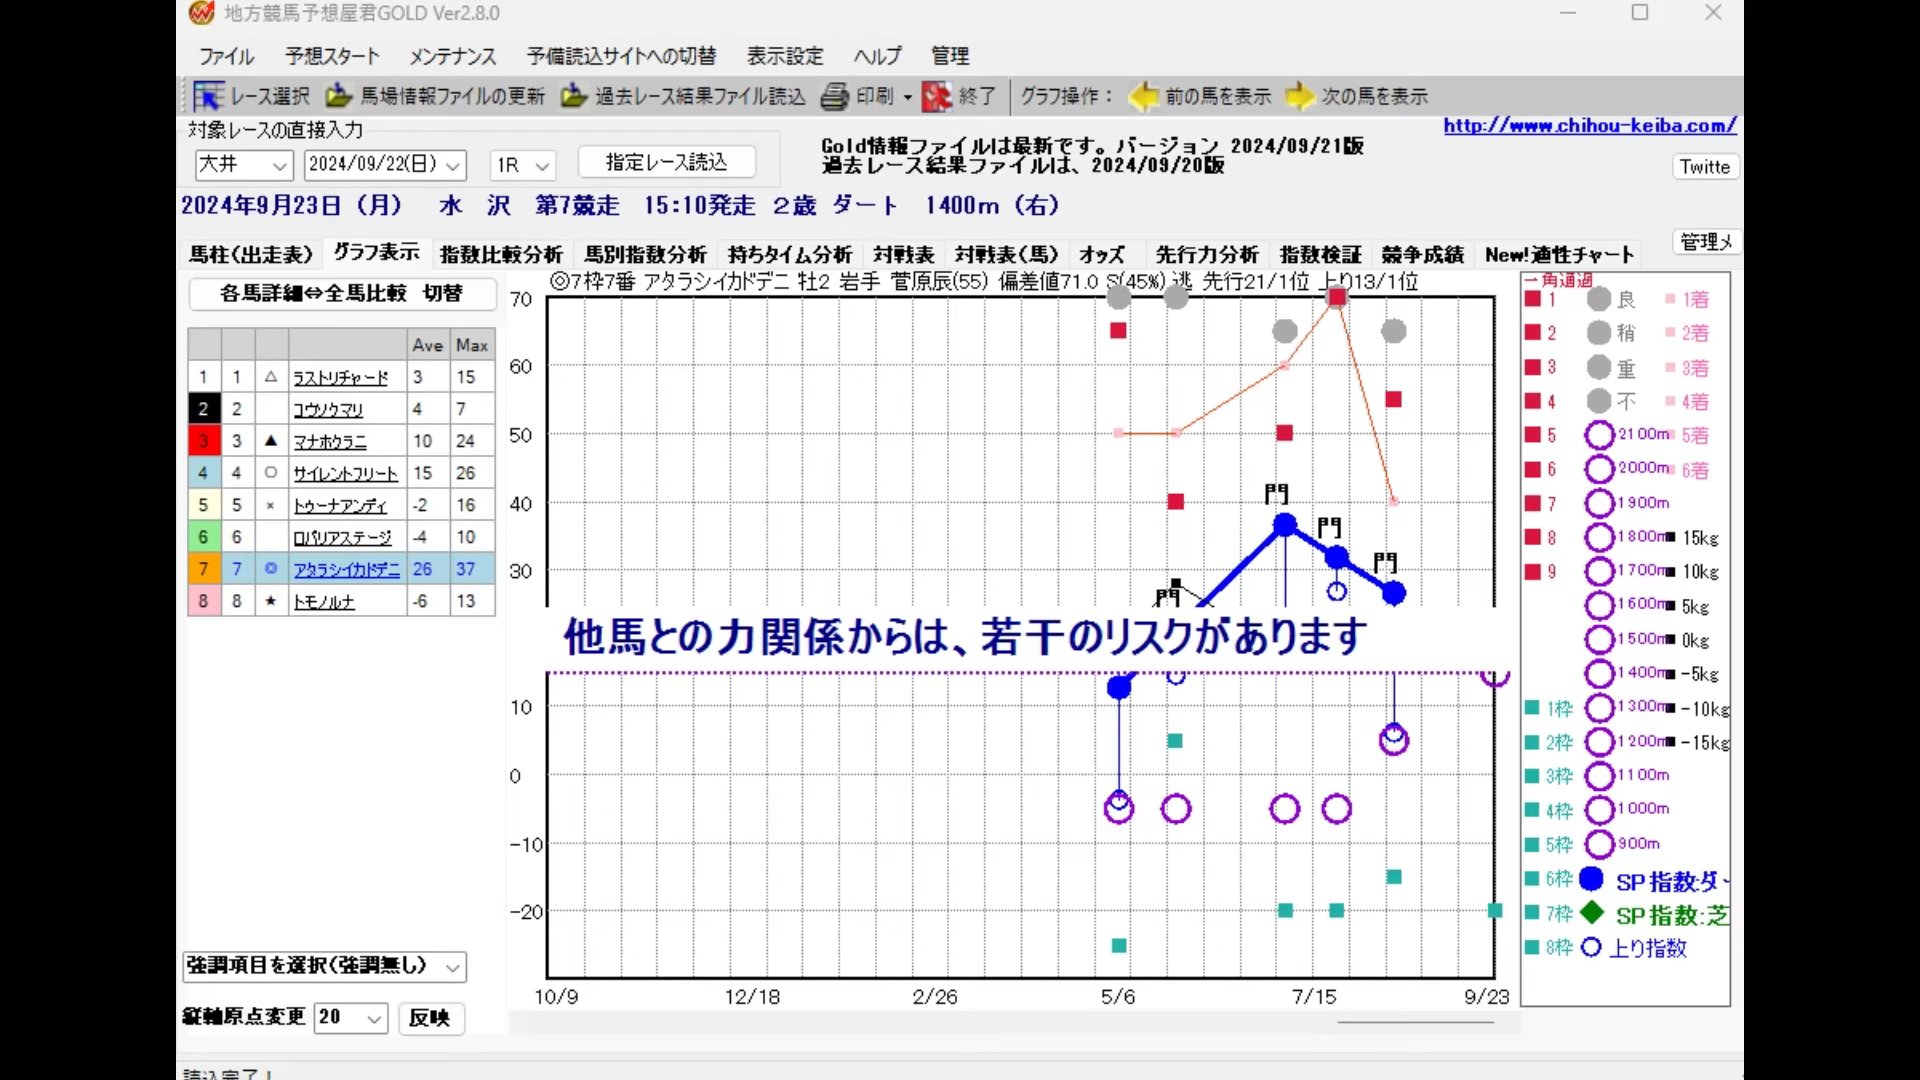 地方競馬予想屋君GOLD Ver2.8.0
ファイル 予想スタート メンテナンス 予備読込サイトへの切替 表示設定 ヘルプ 管理
レース選択 馬場情報ファイルの更新 過去レース結果ファイル読込 印刷 終了 グラフ操作: 前の馬を表示 次の馬を表示
対象レースの直接入力
http://www.chihou-keiba.com/
大井 2024/09/22(日) 1R 指定レース読込
Gold情報ファイルは最新です。バージョン 2024/09/21版
過去レース結果ファイルは、2024/09/20版
Twitte
2024年9月23日(月) 水 沢 第7競走 15:10発走 2歳 ダート 1400m(右)
管理メ
馬柱(出走表) グラフ表示 指数比較分析 馬別指数分析 持ちタイム分析 対戦表 対戦表(馬) オッズ 先行力分析 指数検証 競争成績 New!適性チャート
各馬詳細⇔全馬比較 切替
◎7枠7番 アタラシイカドデニ 牡2 岩手 菅原辰(55) 偏差値71.0 S(45%) 逃 先行21/1位 上り13/1位
Ave Max
1 1 △ ラストリチャード 3 15
2 2 コウソクマリ 4 7
3 3 ▲ マナホクラニ 10 24
4 4 ○ サイレントフリート 15 26
5 5 × トゥーナアンディ -2 16
6 6 ロパリアステージ -4 10
7 7 ◎ アタラシイカドデニ 26 37
8 8 ★ トモノルナ -6 13
70
60
50
40
30
10
0
-10
-20
門
門
門
門
他馬との力関係からは、若干のリスクがあります
10/9 12/18 2/26 5/6 7/15 9/23
一角通過
1 良 1着
2 稍 2着
3 重 3着
4 不 4着
5 2100m 5着
6 2000m 6着
7 1900m
8 1800m 15kg
9 1700m 10kg
1600m 5kg
1500m 0kg
1400m -5kg
1枠 1300m -10kg
2枠 1200m -15kg
3枠 1100m
4枠 1000m
5枠 900m
6枠 SP指数:ダ
7枠 SP指数:芝
8枠 上り指数
強調項目を選択(強調無し)
縦軸原点変更 20 反映
読込完了!